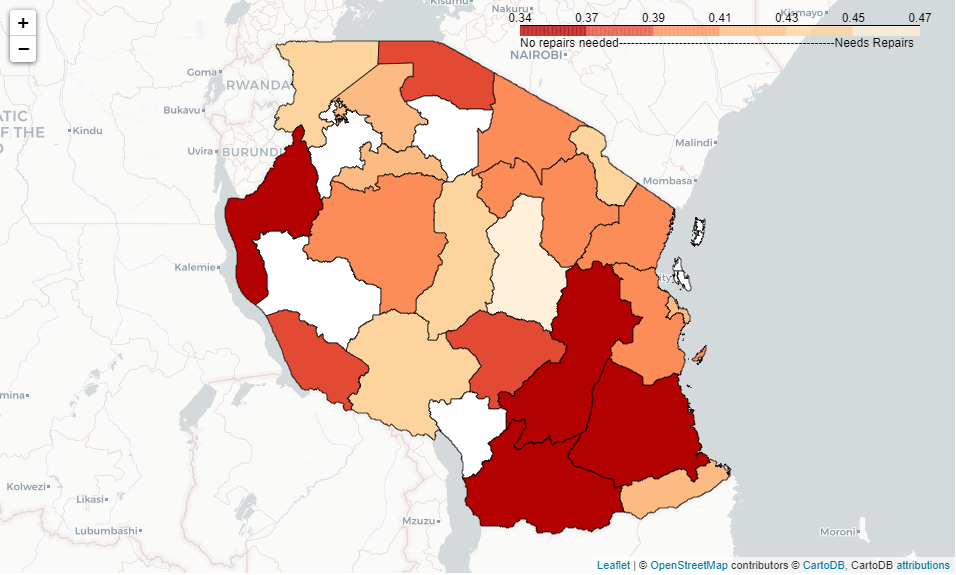 +
−
0.34 0.37 0.39 0.41 0.43 0.45 0.47
No repairs needed-----------------------------------------------------Needs Repairs
Kisumu
Nakuru
Kismayo
NAIROBI
Goma
RWANDA
Bukavu
ATIC
OF THE
Kindu
Malindi
Uvira
BURUNDI
Mombasa
Kalemie
ity
mina
Kolwezi
Likasi
Lubumbashi
Mzuzu
Moroni
Leaflet | © OpenStreetMap contributors © CartoDB, CartoDB attributions